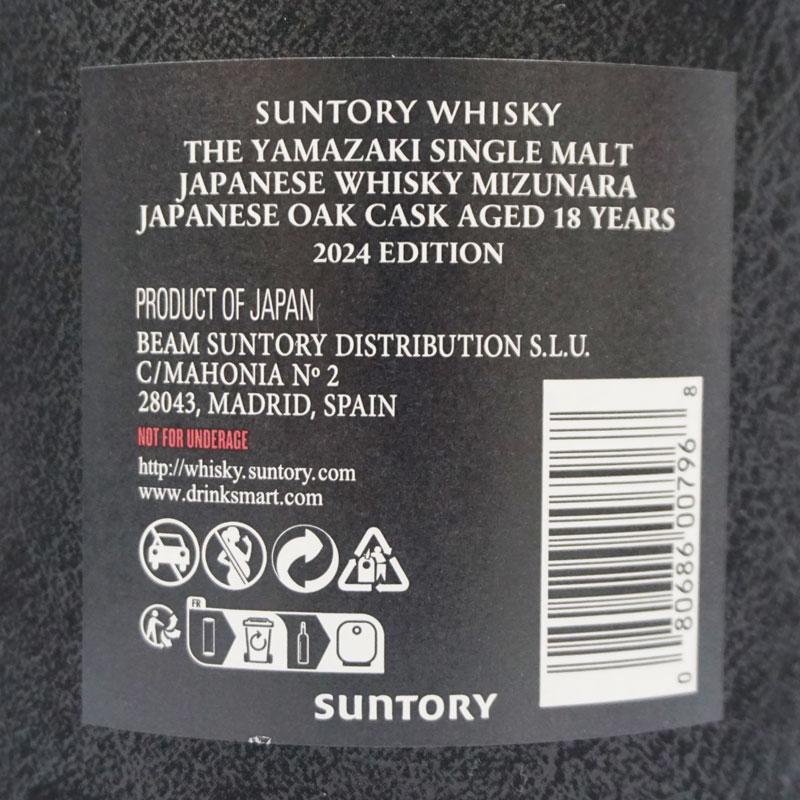 SUNTORY WHISKY
THE YAMAZAKI SINGLE MALT
JAPANESE WHISKY MIZUNARA
JAPANESE OAK CASK AGED 18 YEARS
2024 EDITION
PRODUCT OF JAPAN
BEAM SUNTORY DISTRIBUTION S.L.U.
C/MAHONIA Nº 2
28043, MADRID, SPAIN
NOT FOR UNDERAGE
http://whisky.suntory.com
www.drinksmart.com
FR
0 80686 00796 8
SUNTORY